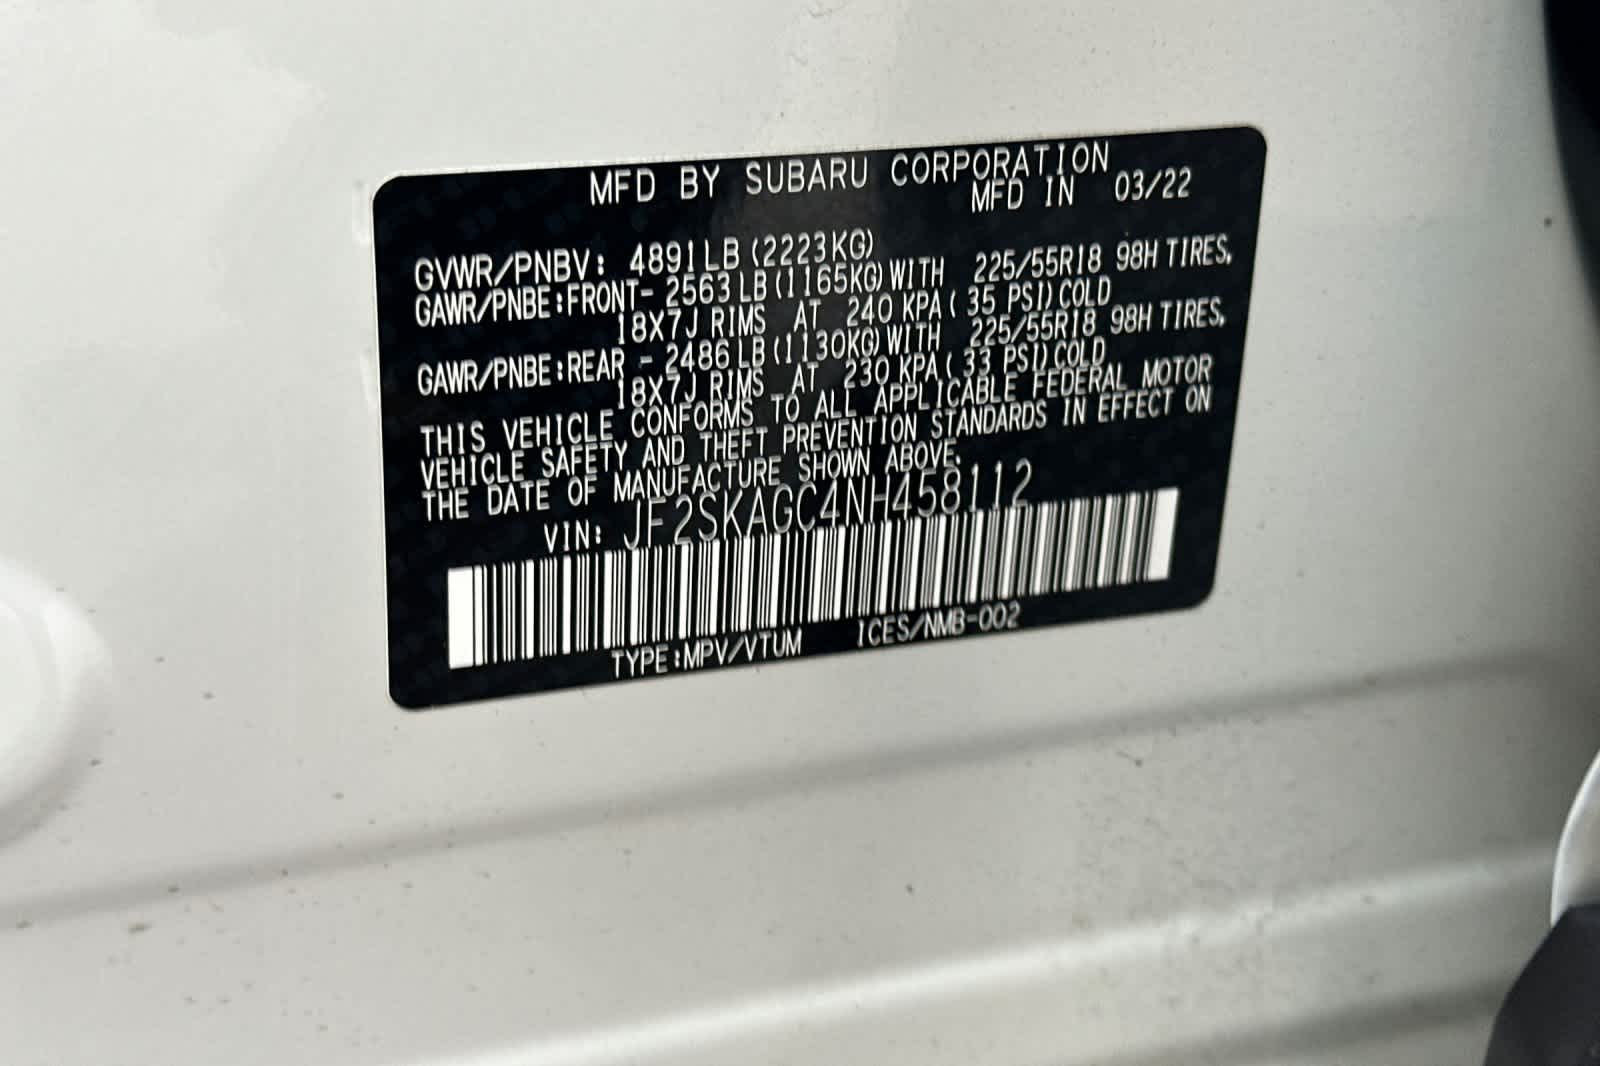 MFD BY SUBARU CORPORATION
MFD IN 03/22
GVWR/PNBV: 4891LB (2223KG)
GAWR/PNBE:FRONT- 2563LB(1165KG)WITH 225/55R18 98H TIRES,
18X7J RIMS AT 240 KPA( 35 PSI)COLD
GAWR/PNBE:REAR - 2486LB(1130KG)WITH 225/55R18 98H TIRES,
18X7J RIMS AT 230 KPA( 33 PSI)COLD
THIS VEHICLE CONFORMS TO ALL APPLICABLE FEDERAL MOTOR
VEHICLE SAFETY AND THEFT PREVENTION STANDARDS IN EFFECT ON
THE DATE OF MANUFACTURE SHOWN ABOVE.
VIN: JF2SKAGC4NH458112
TYPE:MPV/VTUM ICES/NMB-002